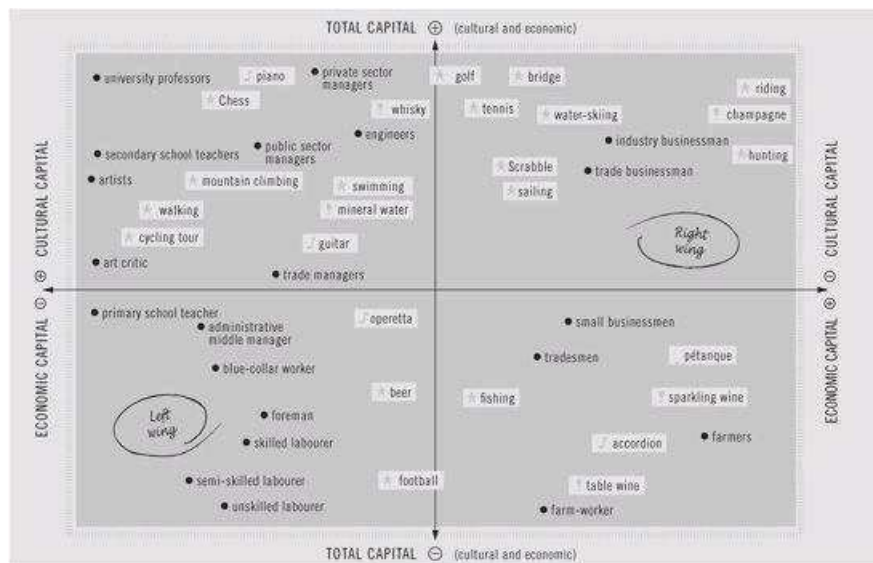 TOTAL CAPITAL ⊕ (cultural and economic)
university professors
piano
private sector
managers
golf
bridge
riding
Chess
whisky
tennis
water-skiing
champagne
engineers
industry businessman
secondary school teachers
public sector
managers
hunting
Scrabble
trade businessman
artists
mountain climbing
swimming
sailing
walking
mineral water
cycling tour
guitar
Right
wing
art critic
trade managers
ECONOMIC CAPITAL ⊖ ⊕ CULTURAL CAPITAL
ECONOMIC CAPITAL ⊕ ⊖ CULTURAL CAPITAL
primary school teacher
administrative
middle manager
operetta
small businessmen
blue-collar worker
tradesmen
pétanque
beer
fishing
sparkling wine
Left
wing
foreman
skilled labourer
accordion
farmers
semi-skilled labourer
football
table wine
unskilled labourer
farm-worker
TOTAL CAPITAL ⊖ (cultural and economic)